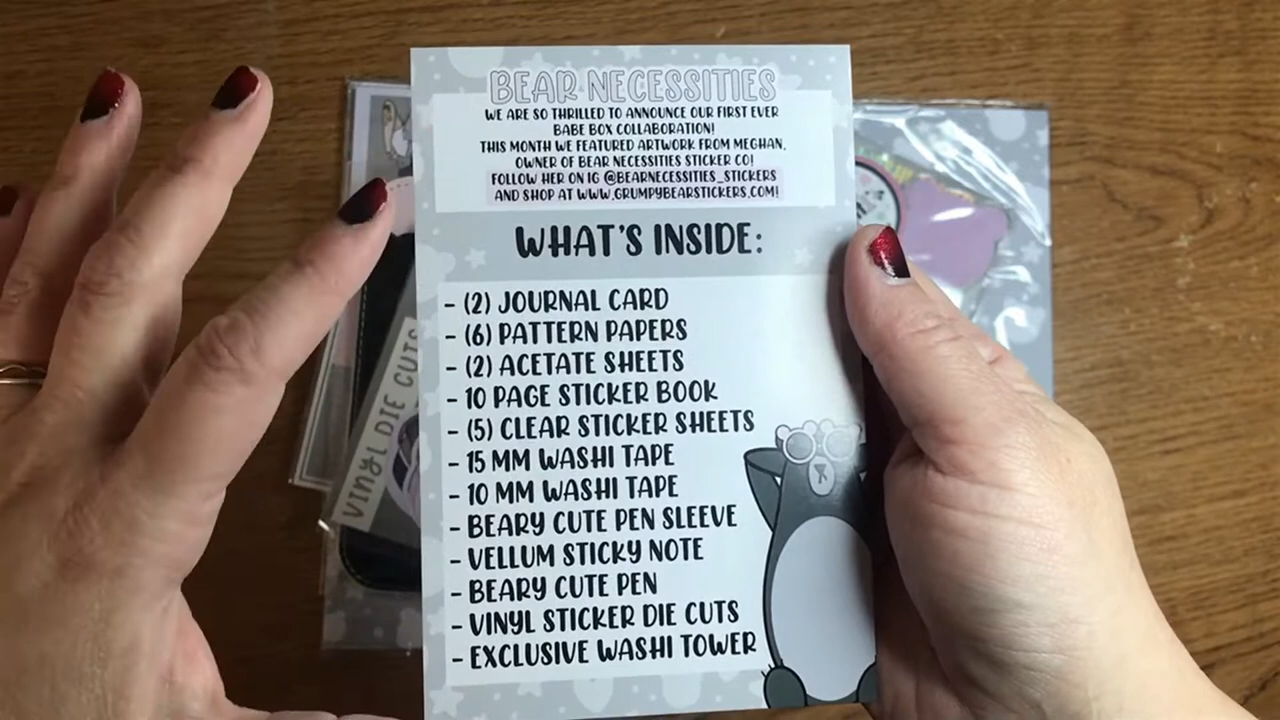 BEAR NECESSITIES
WE ARE SO THRILLED TO ANNOUNCE OUR FIRST EVER
BABE BOX COLLABORATION!
THIS MONTH WE FEATURED ARTWORK FROM MEGHAN,
OWNER OF BEAR NECESSITIES STICKER CO!
FOLLOW HER ON IG @BEARNECESSITIES_STICKERS
AND SHOP AT WWW.GRUMPYBEARSTICKERS.COM!
WHAT'S INSIDE:
- (2) JOURNAL CARD
- (6) PATTERN PAPERS
- (2) ACETATE SHEETS
- 10 PAGE STICKER BOOK
- (5) CLEAR STICKER SHEETS
- 15 MM WASHI TAPE
- 10 MM WASHI TAPE
- BEARY CUTE PEN SLEEVE
- VELLUM STICKY NOTE
- BEARY CUTE PEN
- VINYL STICKER DIE CUTS
- EXCLUSIVE WASHI TOWER
VINYL DIE CUTS